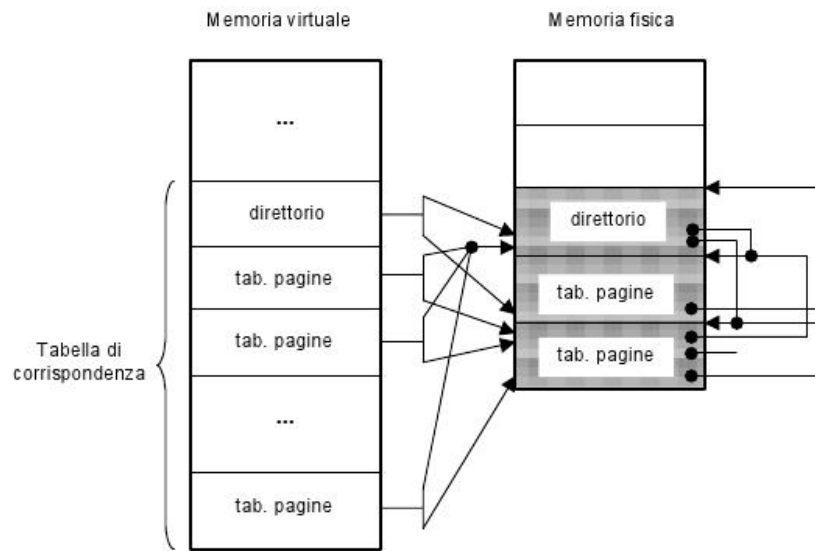 Memoria virtuale
Memoria fisica
...
direttorio
direttorio
tab. pagine
tab. pagine
tab. pagine
Tabella di
corrispondenza
tab. pagine
...
tab. pagine